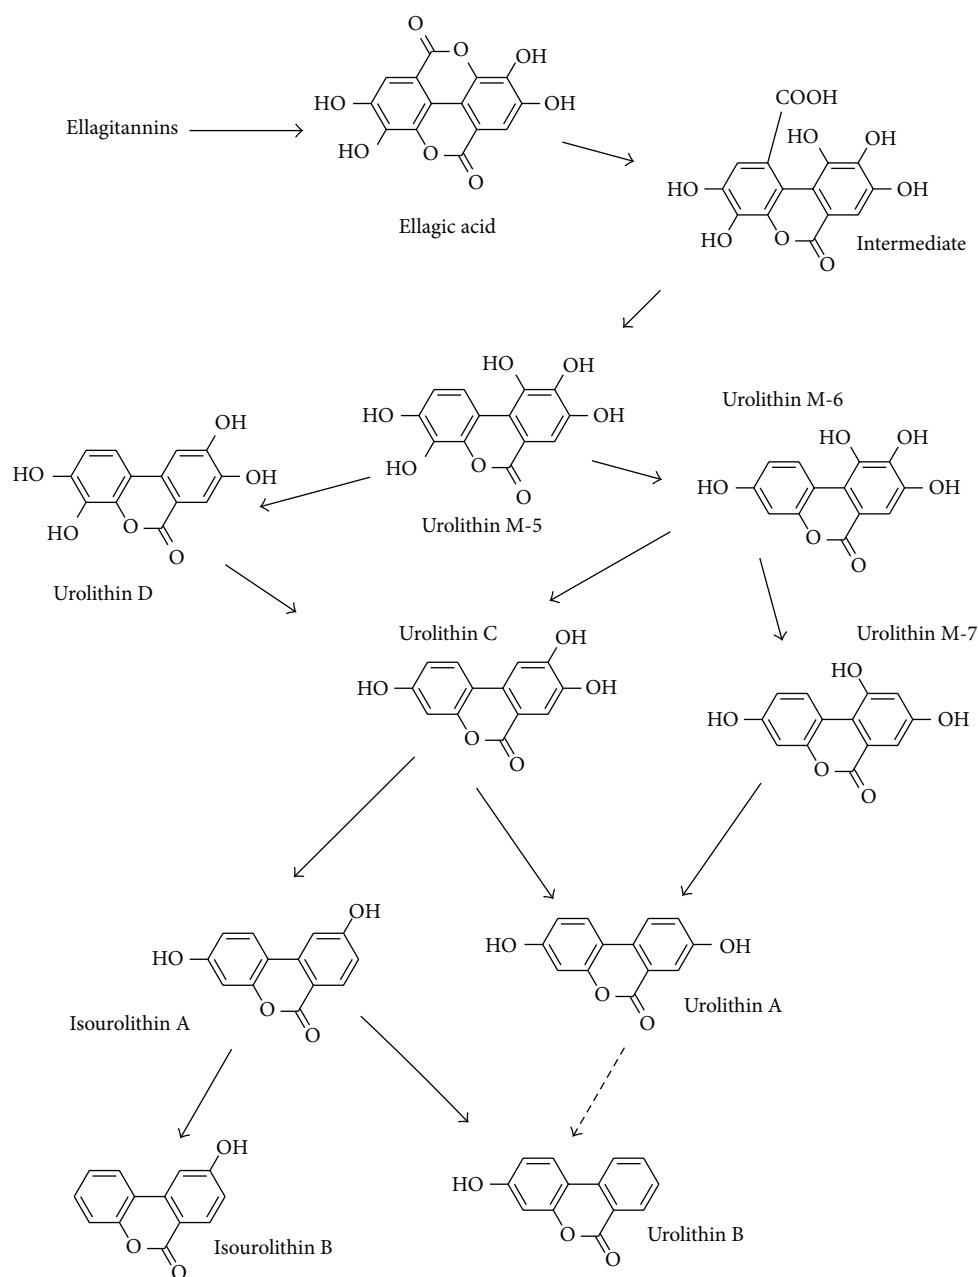 O
O
OH
HO
OH
HO
O
O
Ellagitannins
Ellagic acid
COOH
HO
OH
HO
OH
HO
O
O
Intermediate
HO
OH
HO
OH
HO
O
O
Urolithin M-5
Urolithin M-6
HO
OH
HO
OH
O
O
OH
HO
OH
HO
O
O
Urolithin D
Urolithin C
OH
HO
OH
O
O
Urolithin M-7
HO
HO
OH
O
O
OH
HO
O
O
Isourolithin A
HO
OH
O
O
Urolithin A
OH
O
O
Isourolithin B
HO
O
O
Urolithin B